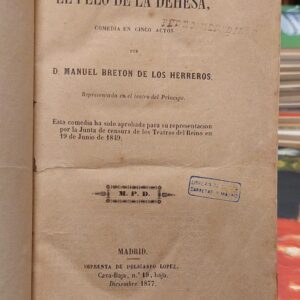 EL PELO DE LA DEHESA,
COMEDIA EN CINCO ACTOS
POR
D. MANUEL BRETON DE LOS HERREROS.
Representada en el teatro del Príncipe.
Esta comedia ha sido aprobada para su representacion
por la Junta de censura de los Teatros del Reino en
19 de Junio de 1849.
M. P. D.
MADRID.
IMPRENTA DE POLICARPO LOPEZ,
Cava-Baja, n.º 19, bajo.
Diciembre 1877.